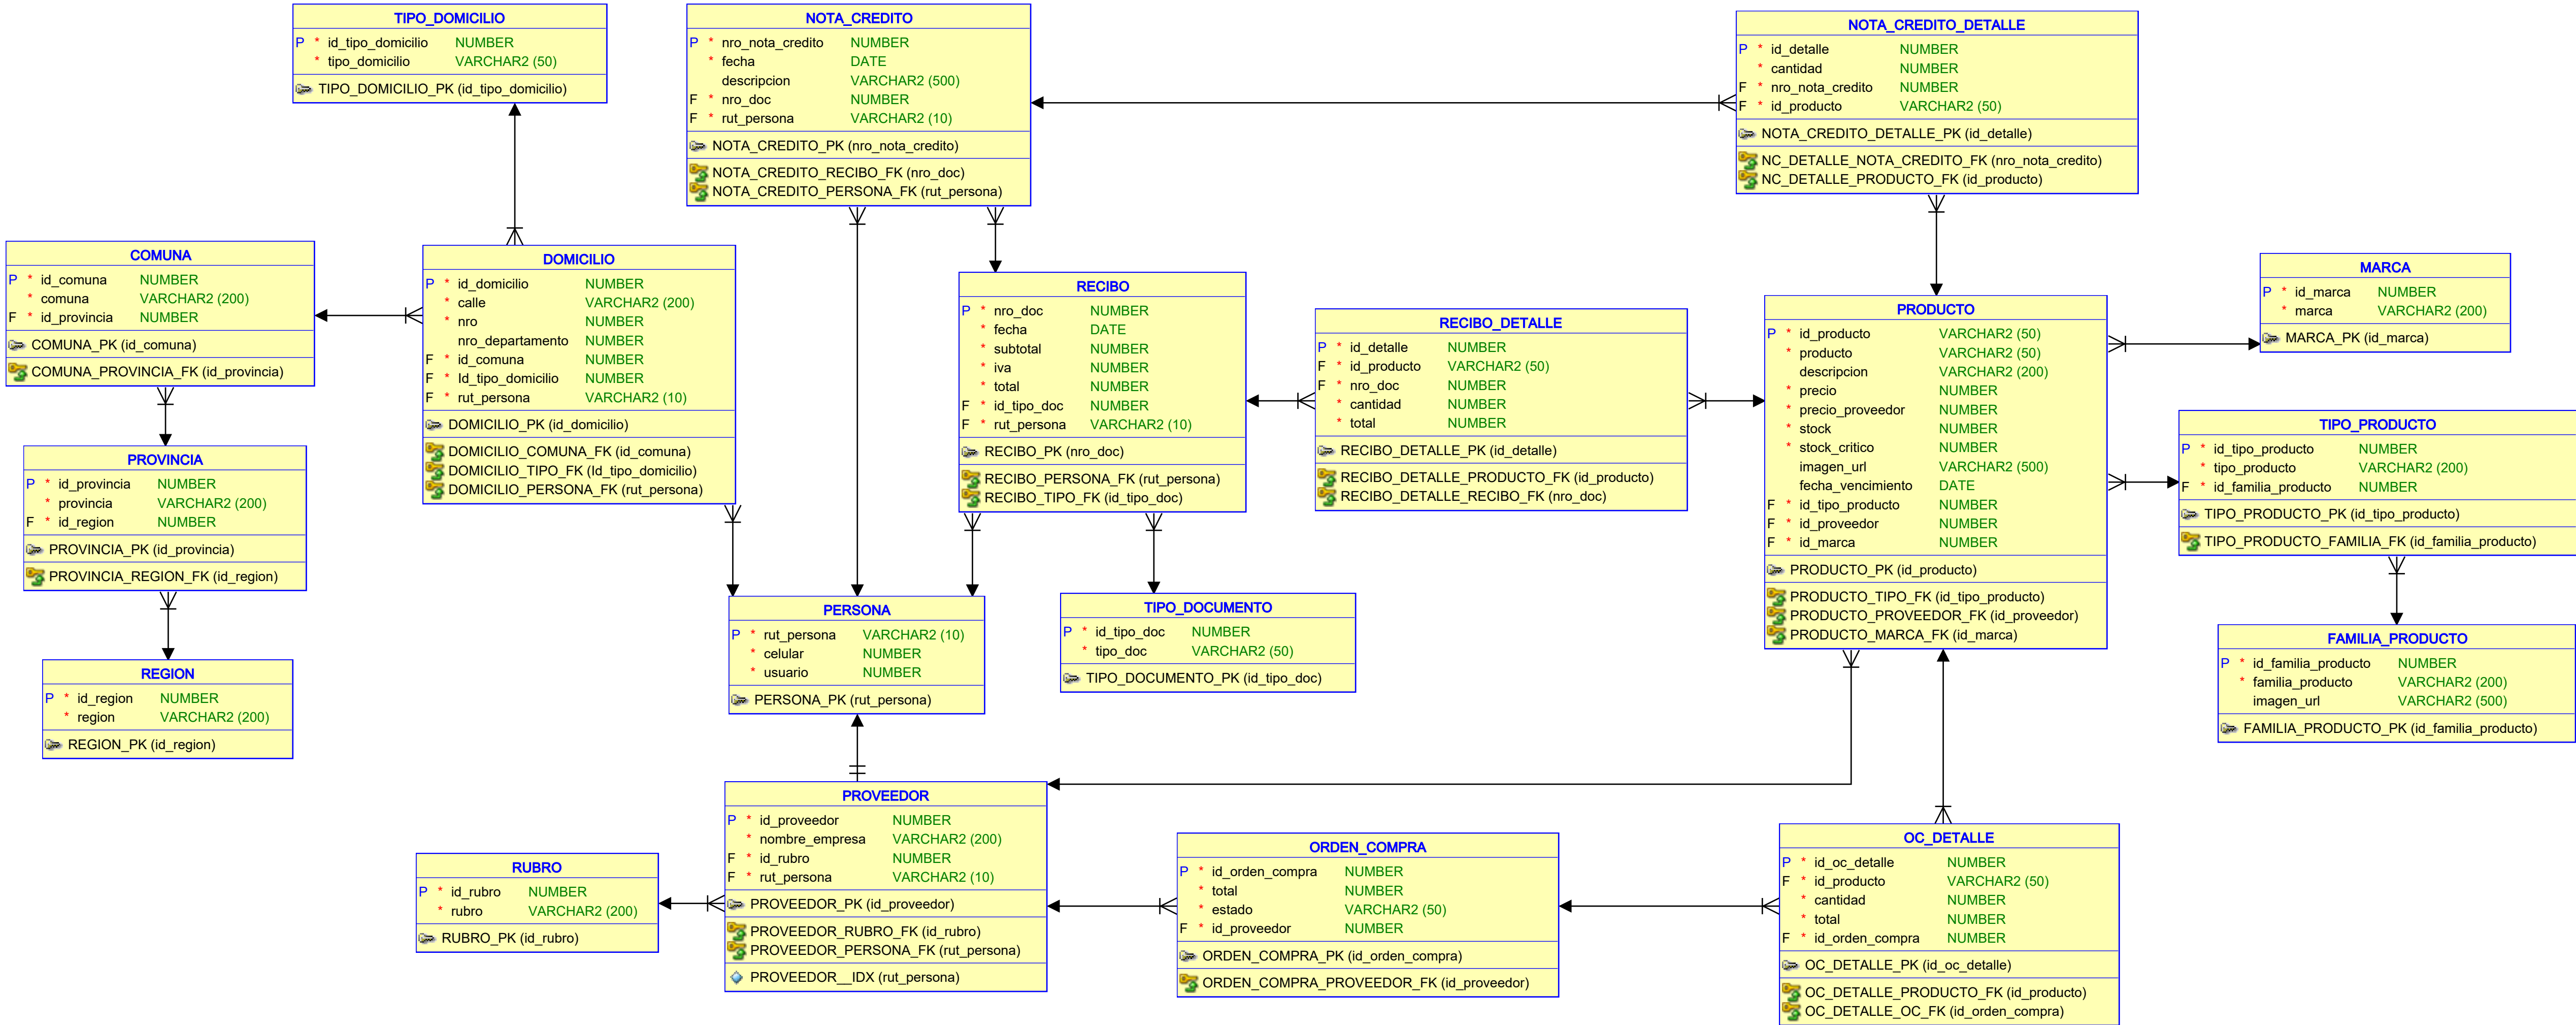 TIPO_DOMICILIO
P * id_tipo_domicilio NUMBER
* tipo_domicilio VARCHAR2 (50)
TIPO_DOMICILIO_PK (id_tipo_domicilio)
NOTA_CREDITO
P * nro_nota_credito NUMBER
* fecha DATE
descripcion VARCHAR2 (500)
F * nro_doc NUMBER
F * rut_persona VARCHAR2 (10)
NOTA_CREDITO_PK (nro_nota_credito)
NOTA_CREDITO_RECIBO_FK (nro_doc)
NOTA_CREDITO_PERSONA_FK (rut_persona)
NOTA_CREDITO_DETALLE
P * id_detalle NUMBER
* cantidad NUMBER
F * nro_nota_credito NUMBER
F * id_producto VARCHAR2 (50)
NOTA_CREDITO_DETALLE_PK (id_detalle)
NC_DETALLE_NOTA_CREDITO_FK (nro_nota_credito)
NC_DETALLE_PRODUCTO_FK (id_producto)
COMUNA
P * id_comuna NUMBER
* comuna VARCHAR2 (200)
F * id_provincia NUMBER
COMUNA_PK (id_comuna)
COMUNA_PROVINCIA_FK (id_provincia)
DOMICILIO
P * id_domicilio NUMBER
* calle VARCHAR2 (200)
* nro NUMBER
nro_departamento NUMBER
F * id_comuna NUMBER
F * Id_tipo_domicilio NUMBER
F * rut_persona VARCHAR2 (10)
DOMICILIO_PK (id_domicilio)
DOMICILIO_COMUNA_FK (id_comuna)
DOMICILIO_TIPO_FK (Id_tipo_domicilio)
DOMICILIO_PERSONA_FK (rut_persona)
RECIBO
P * nro_doc NUMBER
* fecha DATE
* subtotal NUMBER
* iva NUMBER
* total NUMBER
F * id_tipo_doc NUMBER
F * rut_persona VARCHAR2 (10)
RECIBO_PK (nro_doc)
RECIBO_PERSONA_FK (rut_persona)
RECIBO_TIPO_FK (id_tipo_doc)
RECIBO_DETALLE
P * id_detalle NUMBER
F * id_producto VARCHAR2 (50)
F * nro_doc NUMBER
* cantidad NUMBER
* total NUMBER
RECIBO_DETALLE_PK (id_detalle)
RECIBO_DETALLE_PRODUCTO_FK (id_producto)
RECIBO_DETALLE_RECIBO_FK (nro_doc)
PRODUCTO
P * id_producto VARCHAR2 (50)
* producto VARCHAR2 (50)
descripcion VARCHAR2 (200)
* precio NUMBER
* precio_proveedor NUMBER
* stock NUMBER
* stock_critico NUMBER
imagen_url VARCHAR2 (500)
fecha_vencimiento DATE
F * id_tipo_producto NUMBER
F * id_proveedor NUMBER
F * id_marca NUMBER
PRODUCTO_PK (id_producto)
PRODUCTO_TIPO_FK (id_tipo_producto)
PRODUCTO_PROVEEDOR_FK (id_proveedor)
PRODUCTO_MARCA_FK (id_marca)
MARCA
P * id_marca NUMBER
* marca VARCHAR2 (200)
MARCA_PK (id_marca)
TIPO_PRODUCTO
P * id_tipo_producto NUMBER
* tipo_producto VARCHAR2 (200)
F * id_familia_producto NUMBER
TIPO_PRODUCTO_PK (id_tipo_producto)
TIPO_PRODUCTO_FAMILIA_FK (id_familia_producto)
PROVINCIA
P * id_provincia NUMBER
provincia VARCHAR2 (200)
F * id_region NUMBER
PROVINCIA_PK (id_provincia)
PROVINCIA_REGION_FK (id_region)
REGION
P * id_region NUMBER
* region VARCHAR2 (200)
REGION_PK (id_region)
PERSONA
P * rut_persona VARCHAR2 (10)
* celular NUMBER
* usuario NUMBER
PERSONA_PK (rut_persona)
TIPO_DOCUMENTO
P * id_tipo_doc NUMBER
* tipo_doc VARCHAR2 (50)
TIPO_DOCUMENTO_PK (id_tipo_doc)
FAMILIA_PRODUCTO
P * id_familia_producto NUMBER
* familia_producto VARCHAR2 (200)
imagen_url VARCHAR2 (500)
FAMILIA_PRODUCTO_PK (id_familia_producto)
RUBRO
P * id_rubro NUMBER
* rubro VARCHAR2 (200)
RUBRO_PK (id_rubro)
PROVEEDOR
P * id_proveedor NUMBER
* nombre_empresa VARCHAR2 (200)
F * id_rubro NUMBER
F * rut_persona VARCHAR2 (10)
PROVEEDOR_PK (id_proveedor)
PROVEEDOR_RUBRO_FK (id_rubro)
PROVEEDOR_PERSONA_FK (rut_persona)
PROVEEDOR__IDX (rut_persona)
ORDEN_COMPRA
P * id_orden_compra NUMBER
* total NUMBER
* estado VARCHAR2 (50)
F * id_proveedor NUMBER
ORDEN_COMPRA_PK (id_orden_compra)
ORDEN_COMPRA_PROVEEDOR_FK (id_proveedor)
OC_DETALLE
P * id_oc_detalle NUMBER
F * id_producto VARCHAR2 (50)
* cantidad NUMBER
* total NUMBER
F * id_orden_compra NUMBER
OC_DETALLE_PK (id_oc_detalle)
OC_DETALLE_PRODUCTO_FK (id_producto)
OC_DETALLE_OC_FK (id_orden_compra)